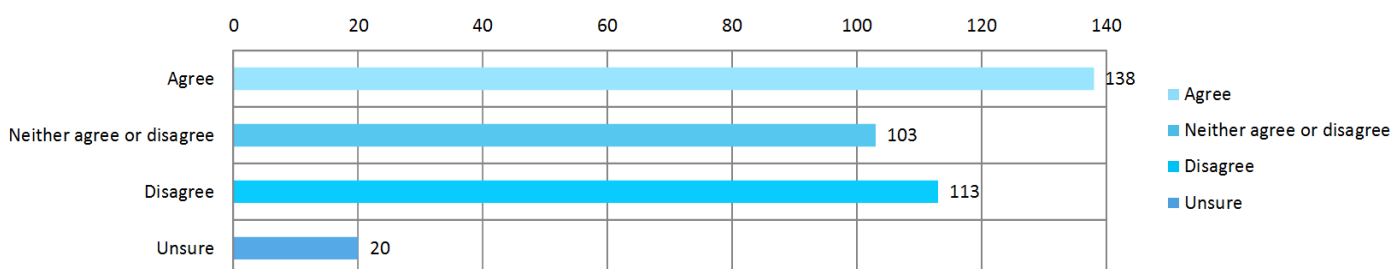 0 20 40 60 80 100 120 140
Agree 138
Neither agree or disagree 103
Disagree 113
Unsure 20
Agree
Neither agree or disagree
Disagree
Unsure